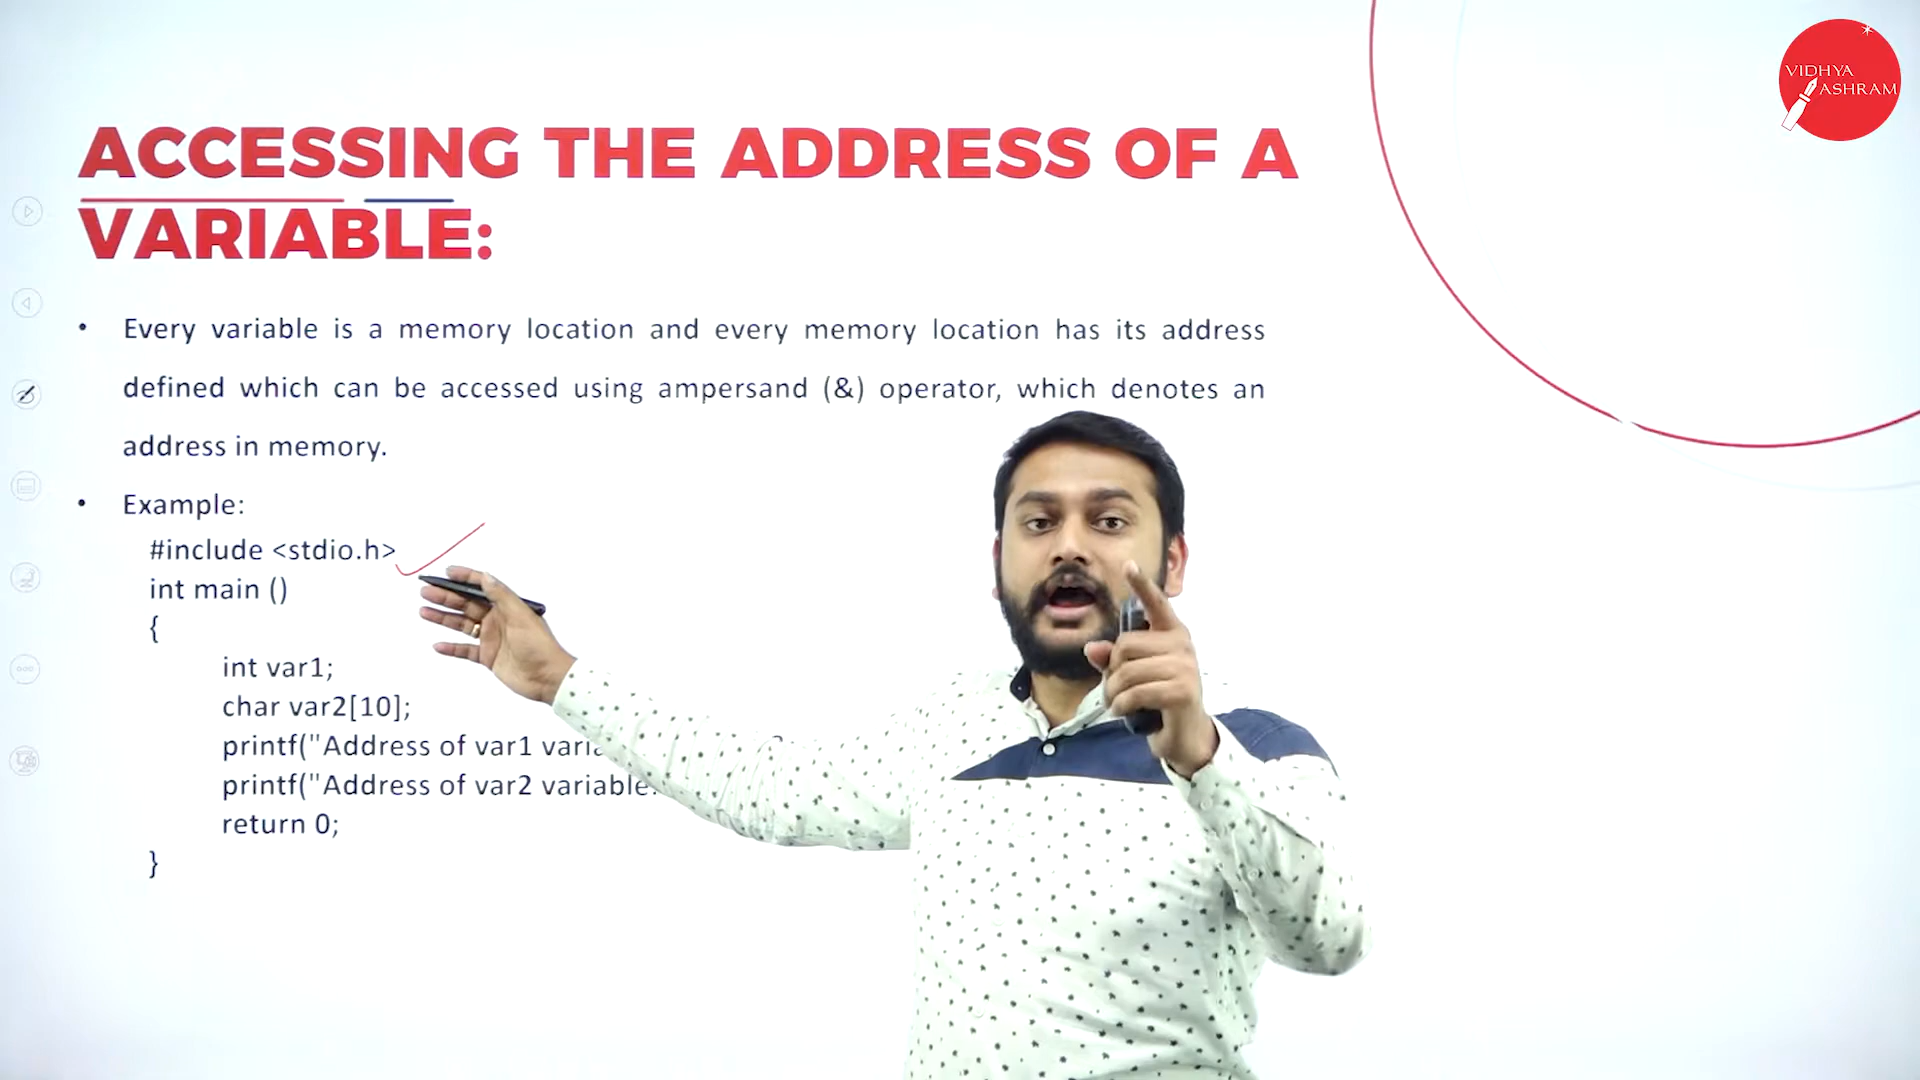 VIDHYA
ASHRAM
ACCESSING THE ADDRESS OF A
VARIABLE:
• Every variable is a memory location and every memory location has its address
defined which can be accessed using ampersand (&) operator, which denotes an
address in memory.
• Example:
#include <stdio.h>
int main ()
{
int var1;
char var2[10];
printf("Address of var1
printf("Address of var2 variable:
return 0;
}